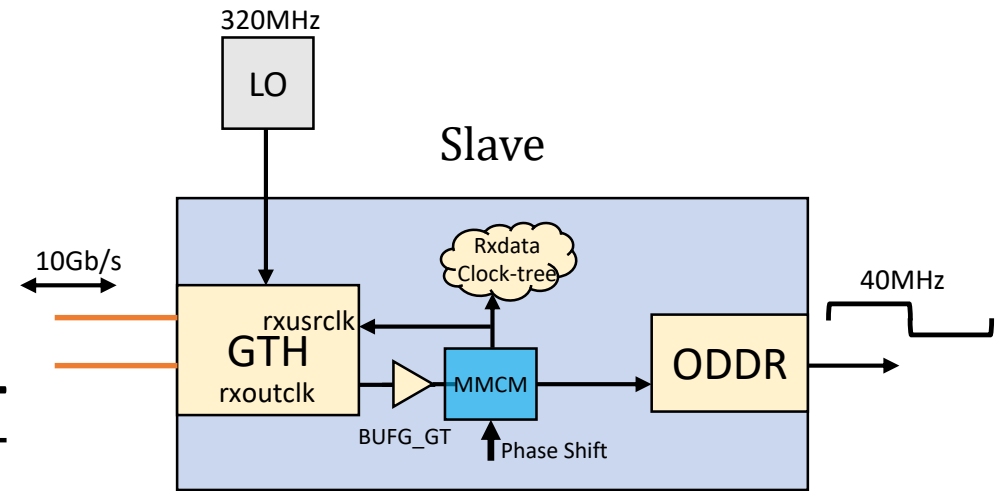 320MHz
LO
Slave
10Gb/s
Rxdata
Clock-tree
40MHz
rxusrclk
GTH
rxoutclk
MMCM
ODDR
BUFG_GT
Phase Shift